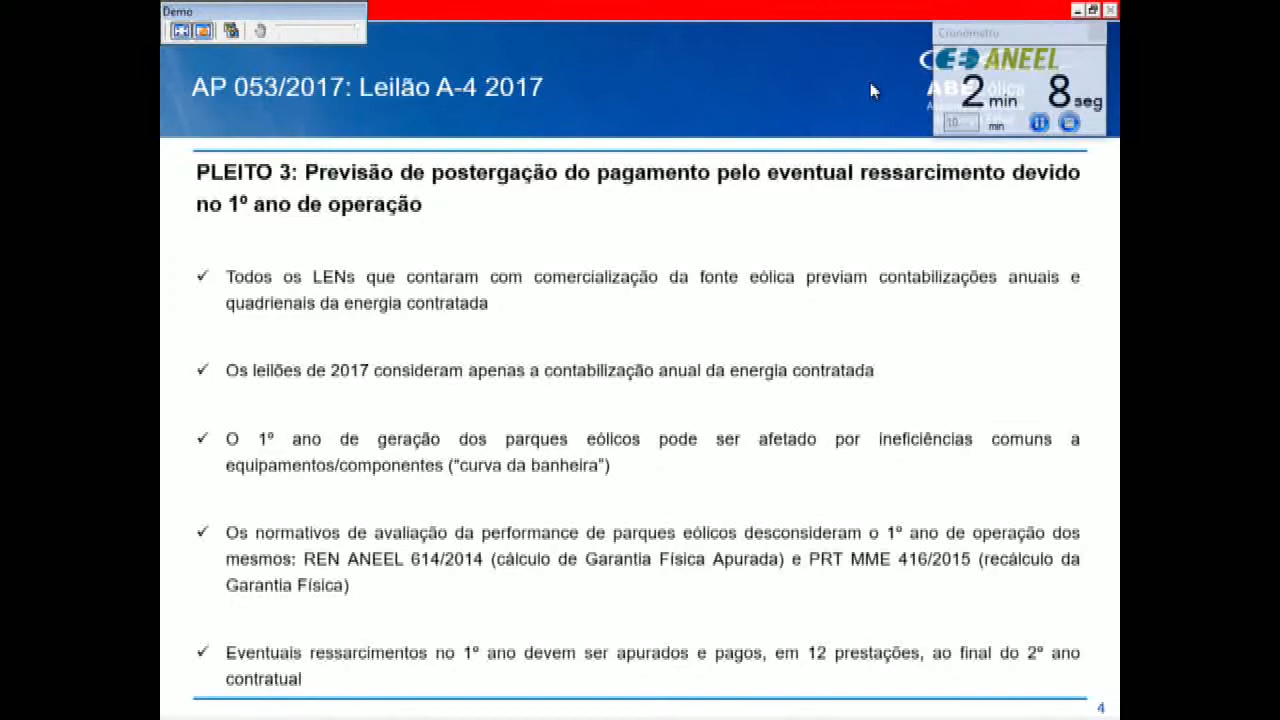 Demo
Cronômetro
ANEEL
AP 053/2017: Leilão A-4 2017
2 min 8 seg
10 min
PLEITO 3: Previsão de postergação do pagamento pelo eventual ressarcimento devido
no 1º ano de operação
✓ Todos os LENs que contaram com comercialização da fonte eólica previam contabilizações anuais e
quadrienais da energia contratada
✓ Os leilões de 2017 consideram apenas a contabilização anual da energia contratada
✓ O 1º ano de geração dos parques eólicos pode ser afetado por ineficiências comuns a
equipamentos/componentes ("curva da banheira")
✓ Os normativos de avaliação da performance de parques eólicos desconsideram o 1º ano de operação dos
mesmos: REN ANEEL 614/2014 (cálculo de Garantia Física Apurada) e PRT MME 416/2015 (recálculo da
Garantia Física)
✓ Eventuais ressarcimentos no 1º ano devem ser apurados e pagos, em 12 prestações, ao final do 2º ano
contratual
4